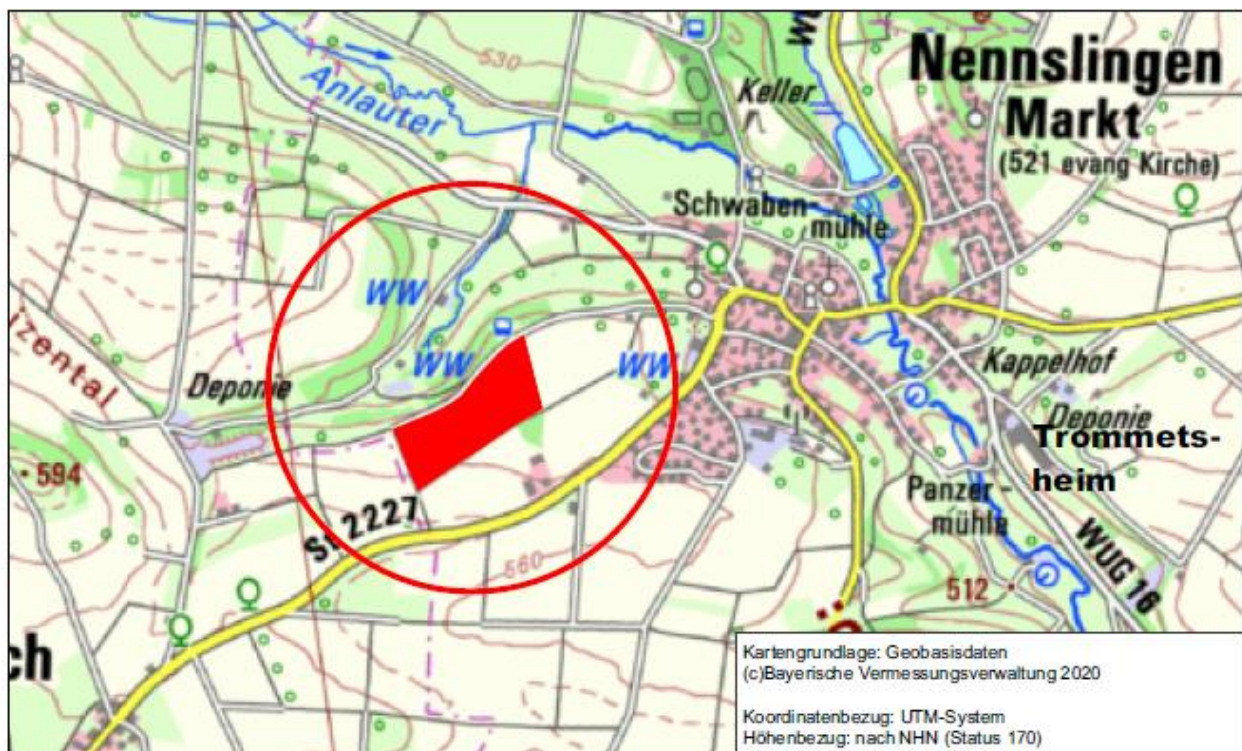 530
Anlauter
Keller
Nennslingen
Markt
(521 evang Kirche)
Schwaben-
mühle
WW
WW
WW
izental
Deponie
Kappelhof
Deponie
Trommets-
heim
594
Panzer-
mühle
St 2227
WUG 16
560
512
ch
Kartengrundlage: Geobasisdaten
(c)Bayerische Vermessungsverwaltung 2020
Koordinatenbezug: UTM-System
Höhenbezug: nach NHN (Status 170)